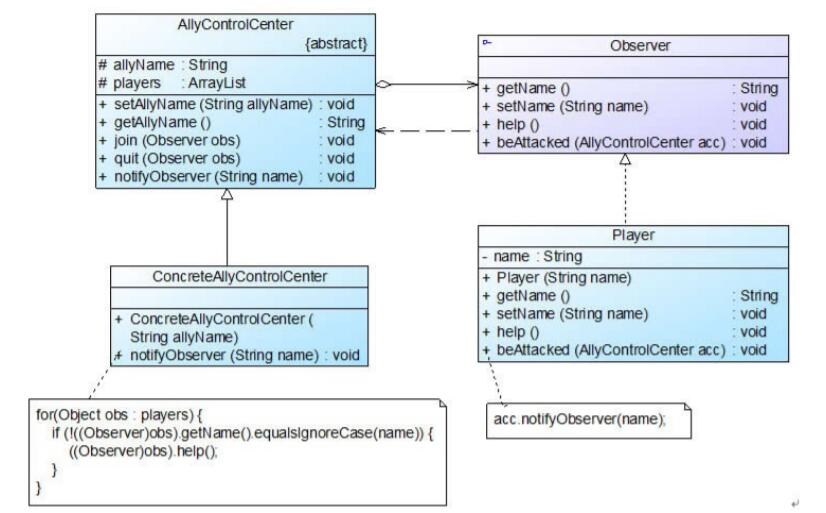 AllyControlCenter
{abstract}
# allyName : String
# players : ArrayList
+ setAllyName (String allyName) : void
+ getAllyName () : String
+ join (Observer obs) : void
+ quit (Observer obs) : void
+ notifyObserver (String name) : void
Observer
+ getName () : String
+ setName (String name) : void
+ help () : void
+ beAttacked (AllyControlCenter acc) : void
ConcreteAllyControlCenter
+ ConcreteAllyControlCenter (
String allyName)
+ notifyObserver (String name) : void
Player
- name : String
+ Player (String name)
+ getName () : String
+ setName (String name) : void
+ help () : void
+ beAttacked (AllyControlCenter acc) : void
for(Object obs : players) {
if (!((Observer)obs).getName().equalsIgnoreCase(name)) {
((Observer)obs).help();
}
}
acc.notifyObserver(name);